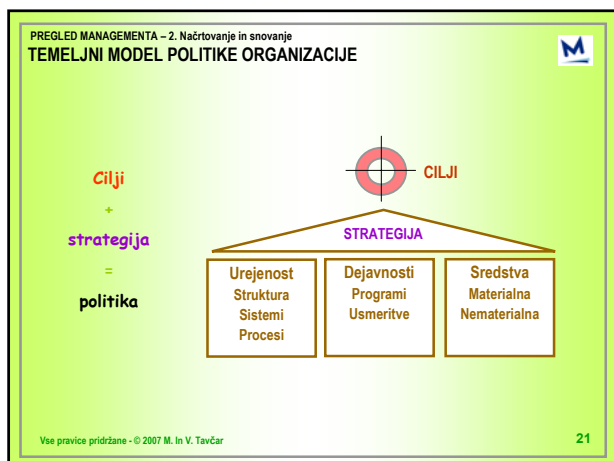 PREGLED MANAGEMENTA – 2. Načrtovanje in snovanje
TEMELJNI MODEL POLITIKE ORGANIZACIJE
M
Cilji
+
strategija
=
politika
CILJI
STRATEGIJA
Urejenost
Struktura
Sistemi
Procesi
Dejavnosti
Programi
Usmeritve
Sredstva
Materialna
Nematerialna
Vse pravice pridržane - © 2007 M. In V. Tavčar
21